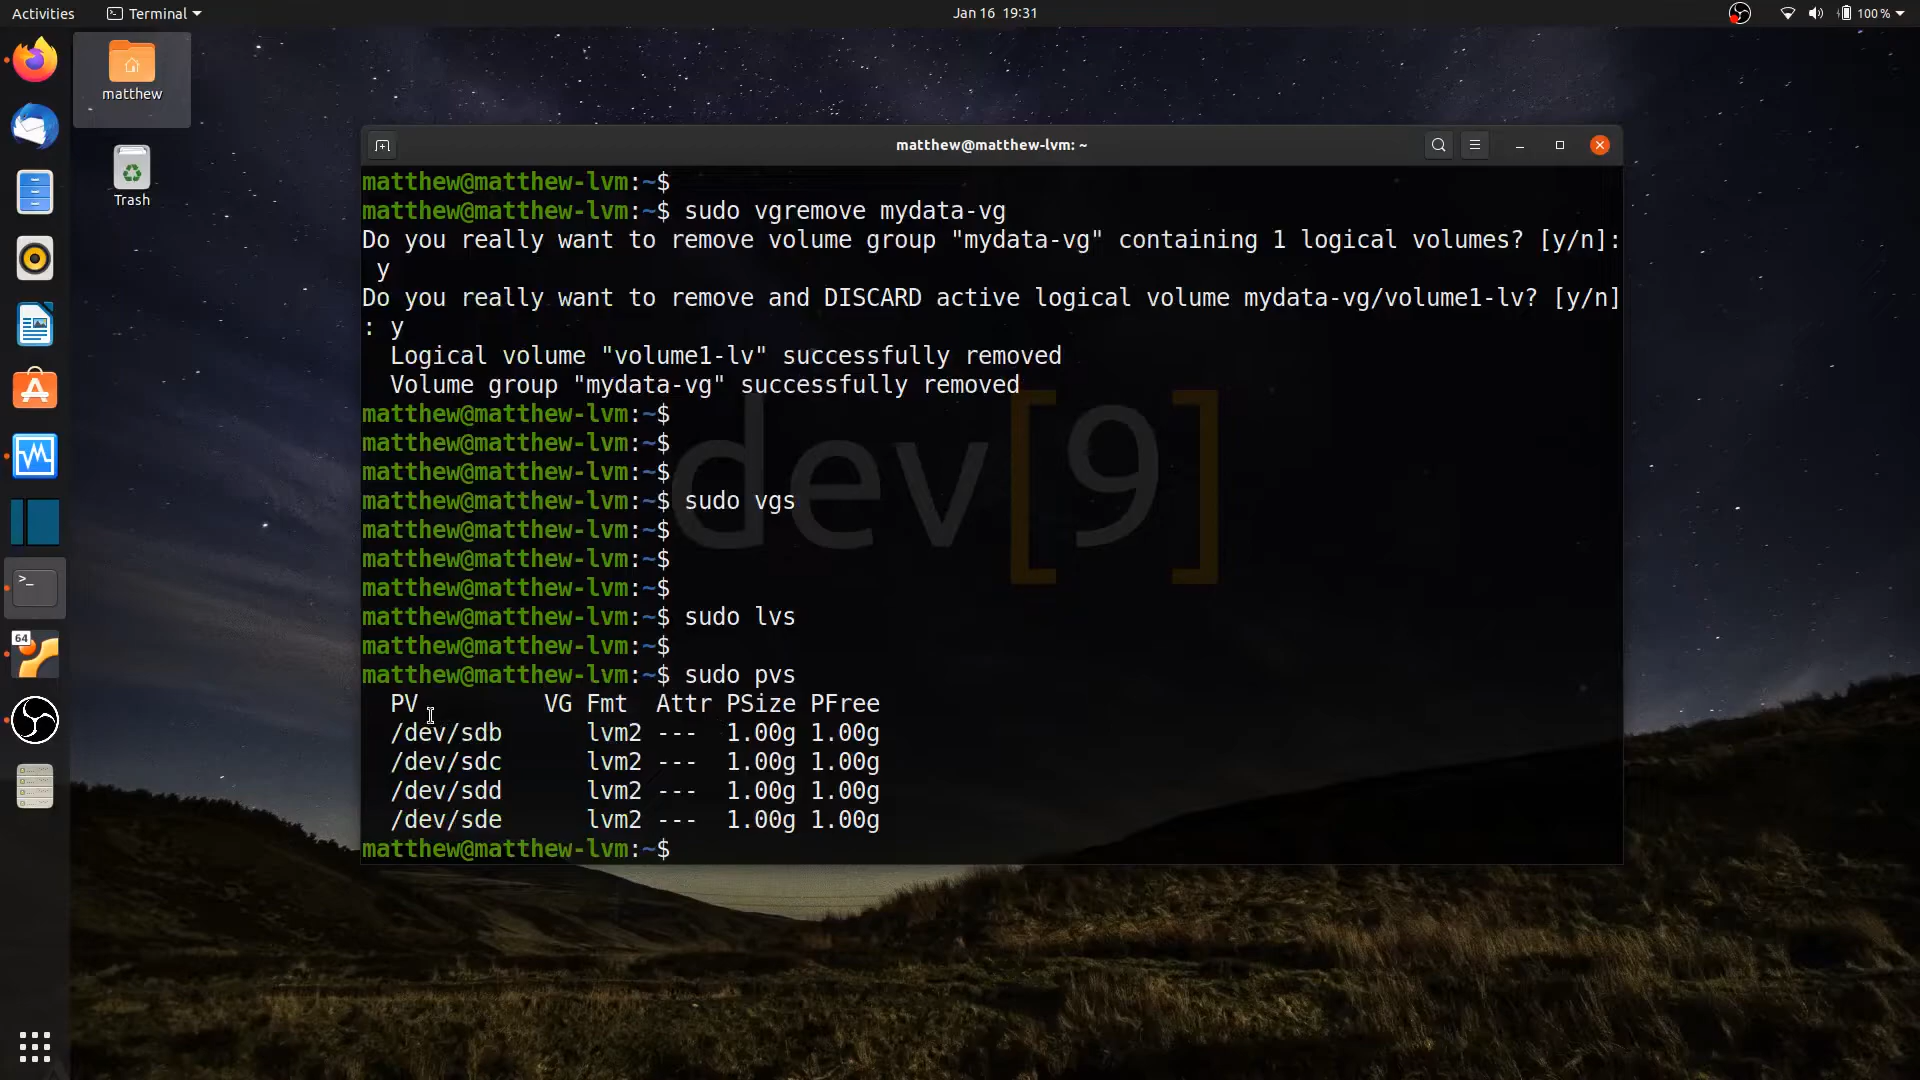 Activities Terminal Jan 16 19:31 100 %
matthew
Trash
64
matthew@matthew-lvm: ~
matthew@matthew-lvm:~$
matthew@matthew-lvm:~$ sudo vgremove mydata-vg
Do you really want to remove volume group "mydata-vg" containing 1 logical volumes? [y/n]:
y
Do you really want to remove and DISCARD active logical volume mydata-vg/volume1-lv? [y/n]
: y
Logical volume "volume1-lv" successfully removed
Volume group "mydata-vg" successfully removed
matthew@matthew-lvm:~$
matthew@matthew-lvm:~$
matthew@matthew-lvm:~$
matthew@matthew-lvm:~$ sudo vgs
matthew@matthew-lvm:~$
matthew@matthew-lvm:~$
matthew@matthew-lvm:~$
matthew@matthew-lvm:~$ sudo lvs
matthew@matthew-lvm:~$
matthew@matthew-lvm:~$ sudo pvs
PV VG Fmt Attr PSize PFree
/dev/sdb lvm2 --- 1.00g 1.00g
/dev/sdc lvm2 --- 1.00g 1.00g
/dev/sdd lvm2 --- 1.00g 1.00g
/dev/sde lvm2 --- 1.00g 1.00g
matthew@matthew-lvm:~$
dev[9]